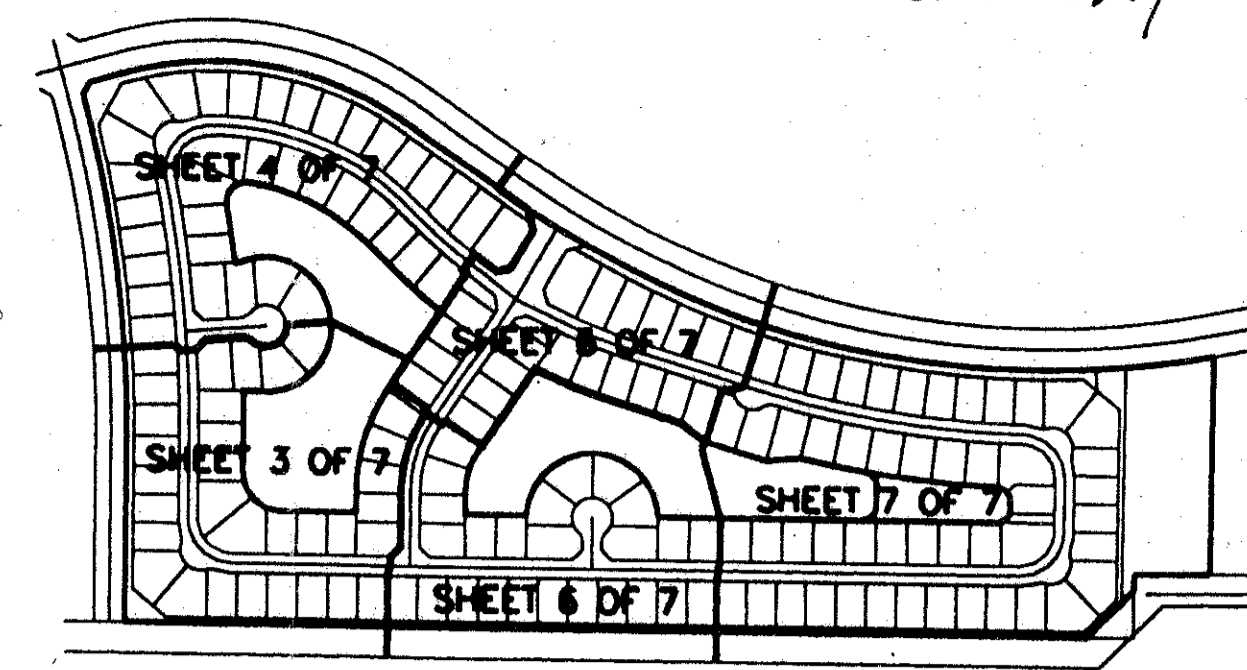 SHEET 4 OF 7
SHEET 5 OF 7
SHEET 3 OF 7
SHEET 7 OF 7
SHEET 6 OF 7